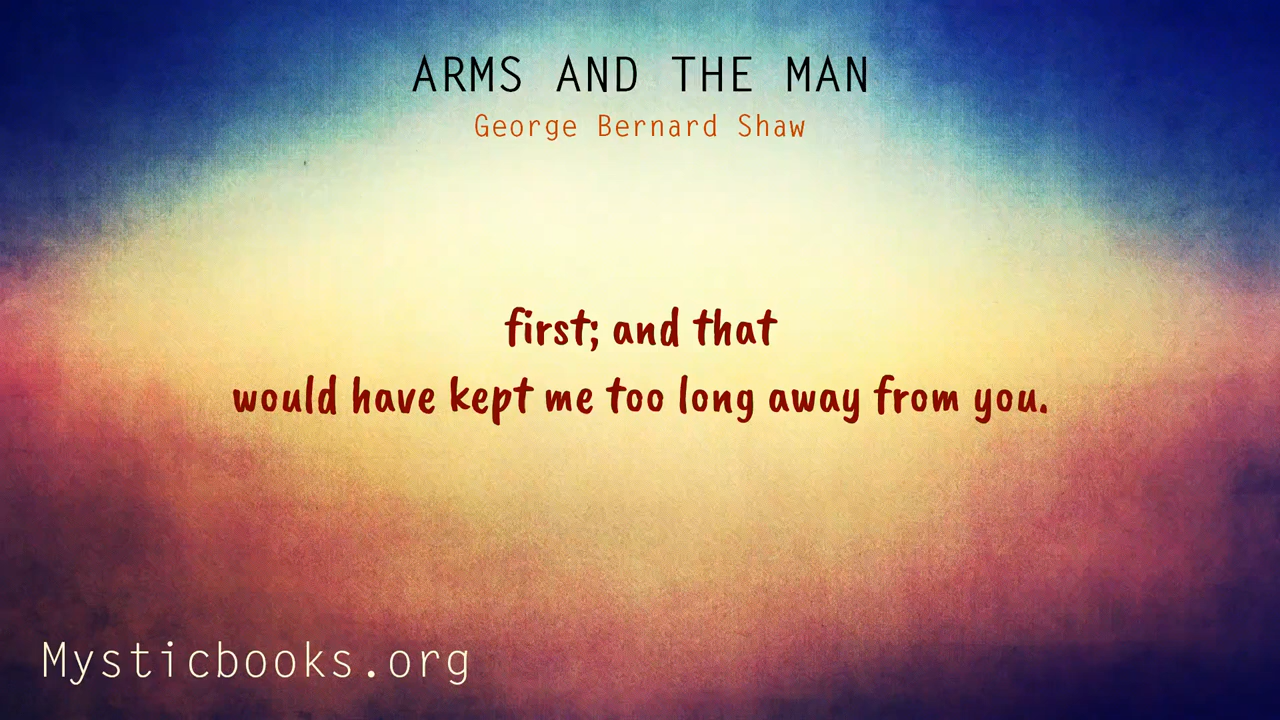 ARMS AND THE MAN
George Bernard Shaw
first; and that
would have kept me too long away from you.
Mysticbooks.org